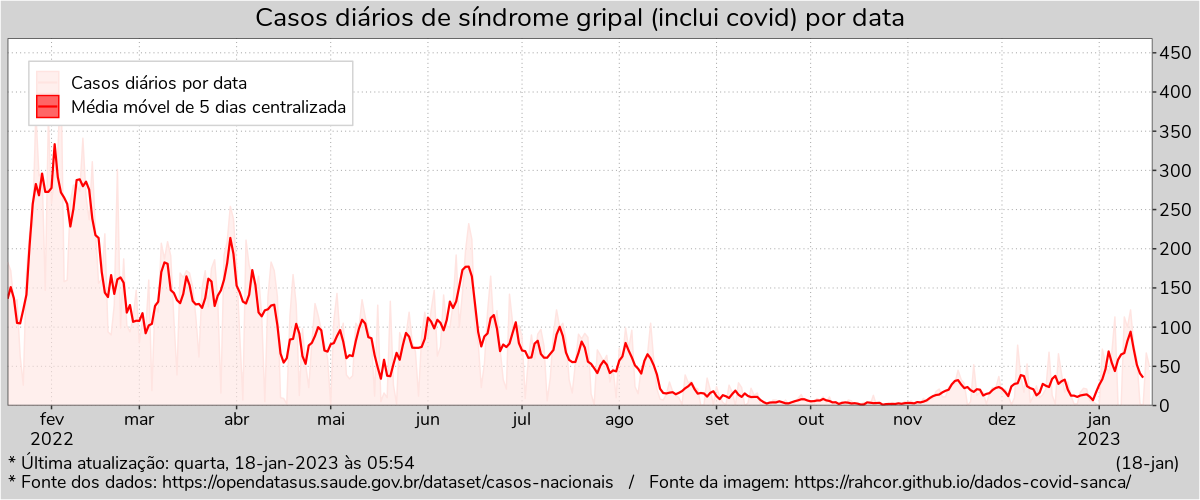 Casos diários de síndrome gripal (inclui covid) por data
Casos diários por data
Média móvel de 5 dias centralizada
450
400
350
300
250
200
150
100
50
0
fev mar abr mai jun jul ago set out nov dez jan
2022 2023
* Última atualização: quarta, 18-jan-2023 às 05:54 (18-jan)
* Fonte dos dados: https://opendatasus.saude.gov.br/dataset/casos-nacionais / Fonte da imagem: https://rahcor.github.io/dados-covid-sanca/